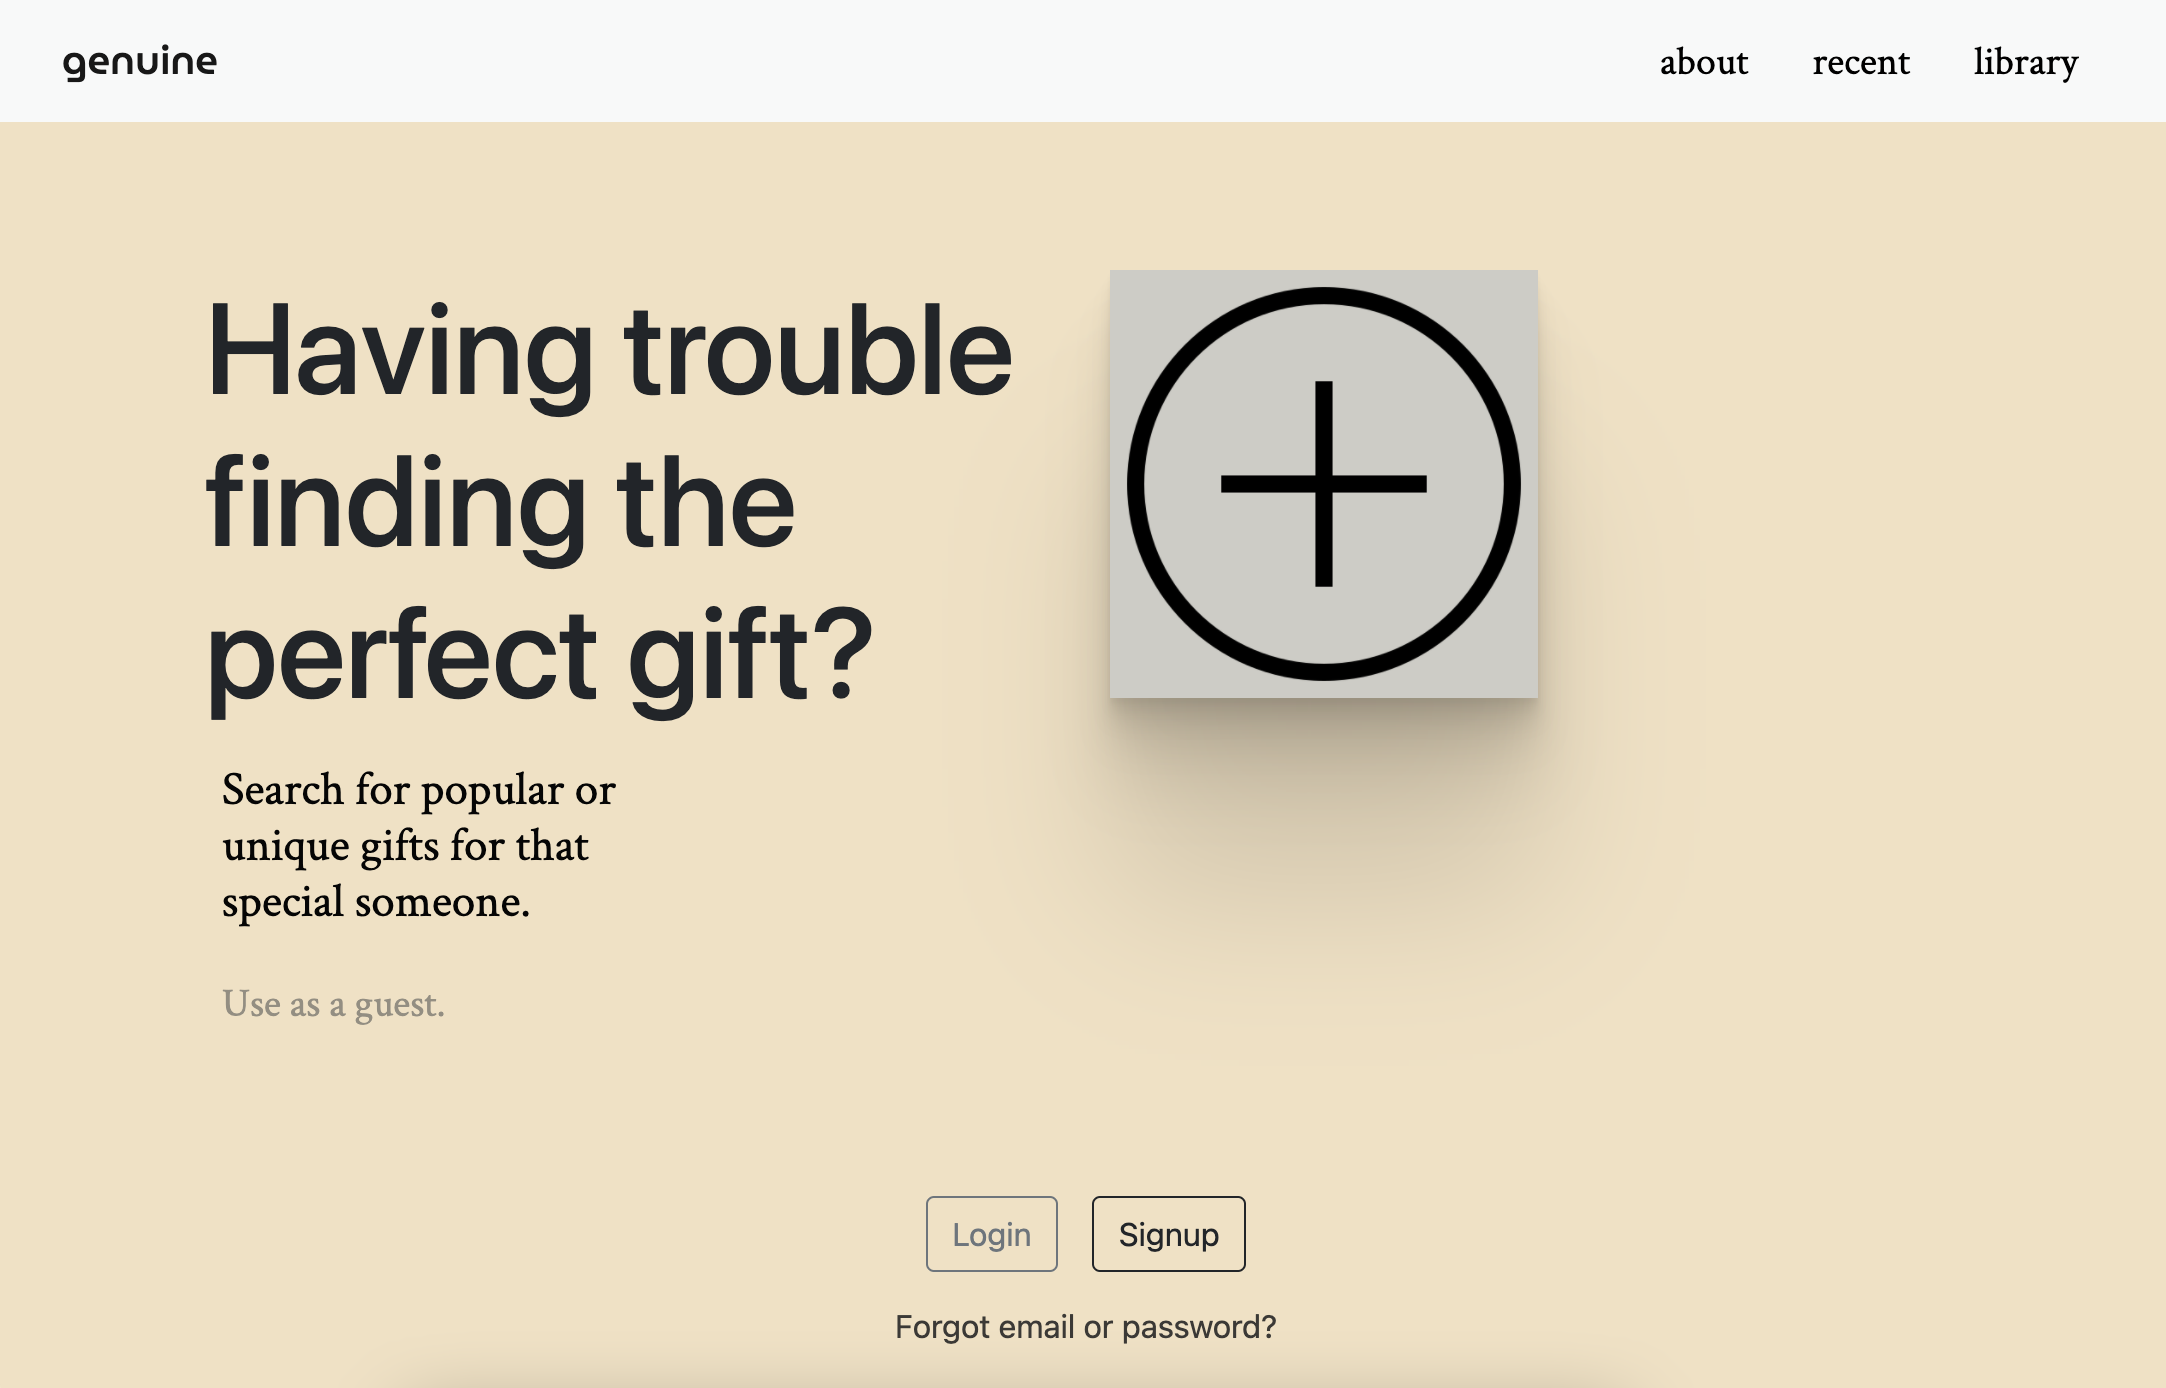 genuine
about recent library
Having trouble
finding the
perfect gift?
Search for popular or
unique gifts for that
special someone.
Use as a guest.
Login Signup
Forgot email or password?